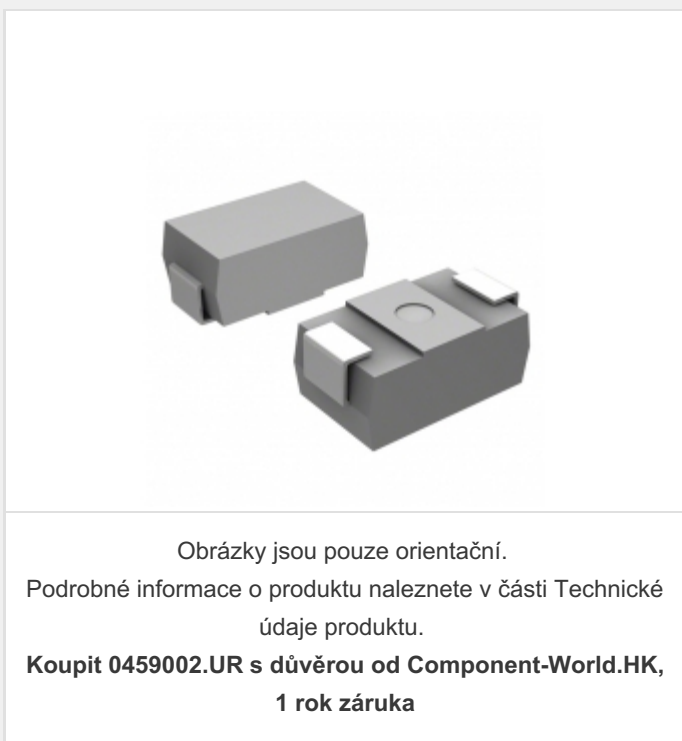 Obrázky jsou pouze orientační.
Podrobné informace o produktu naleznete v části Technické
údaje produktu.
Koupit 0459002.UR s důvěrou od Component-World.HK,
1 rok záruka